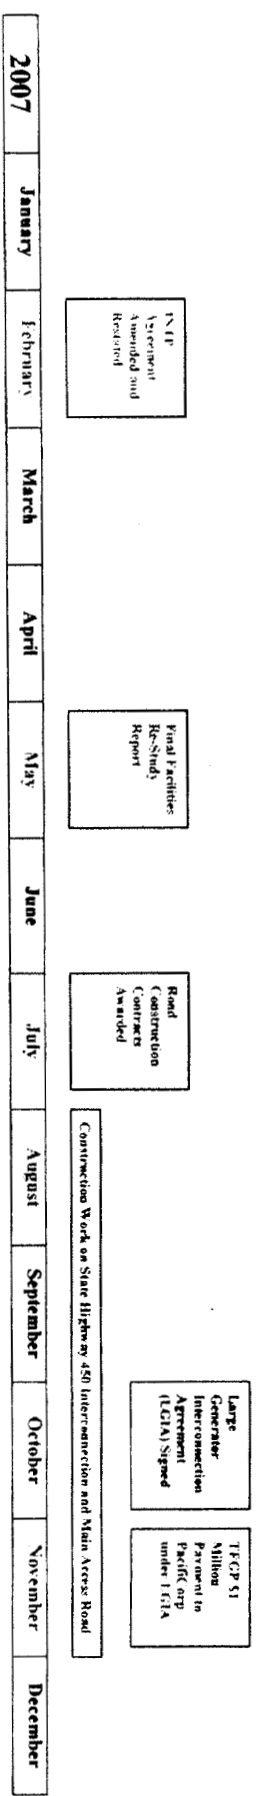 2007
January
February
March
April
May
June
July
August
September
October
November
December
Agreement
Amended and
Restated
Final Facilities
Re-Study
Report
Road
Construction
Contracts
Awarded
Construction Work on State Highway 450 Interconnection and Main Access Road
Large
Generator
Interconnection
Agreement
(LGIA) Signed
TFGP $1
Million
Payment to
PacifiCorp
under LGIA